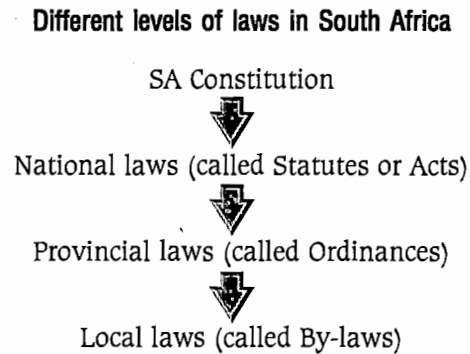 Different levels of laws in South Africa
SA Constitution
National laws (called Statutes or Acts)
Provincial laws (called Ordinances)
Local laws (called By-laws)